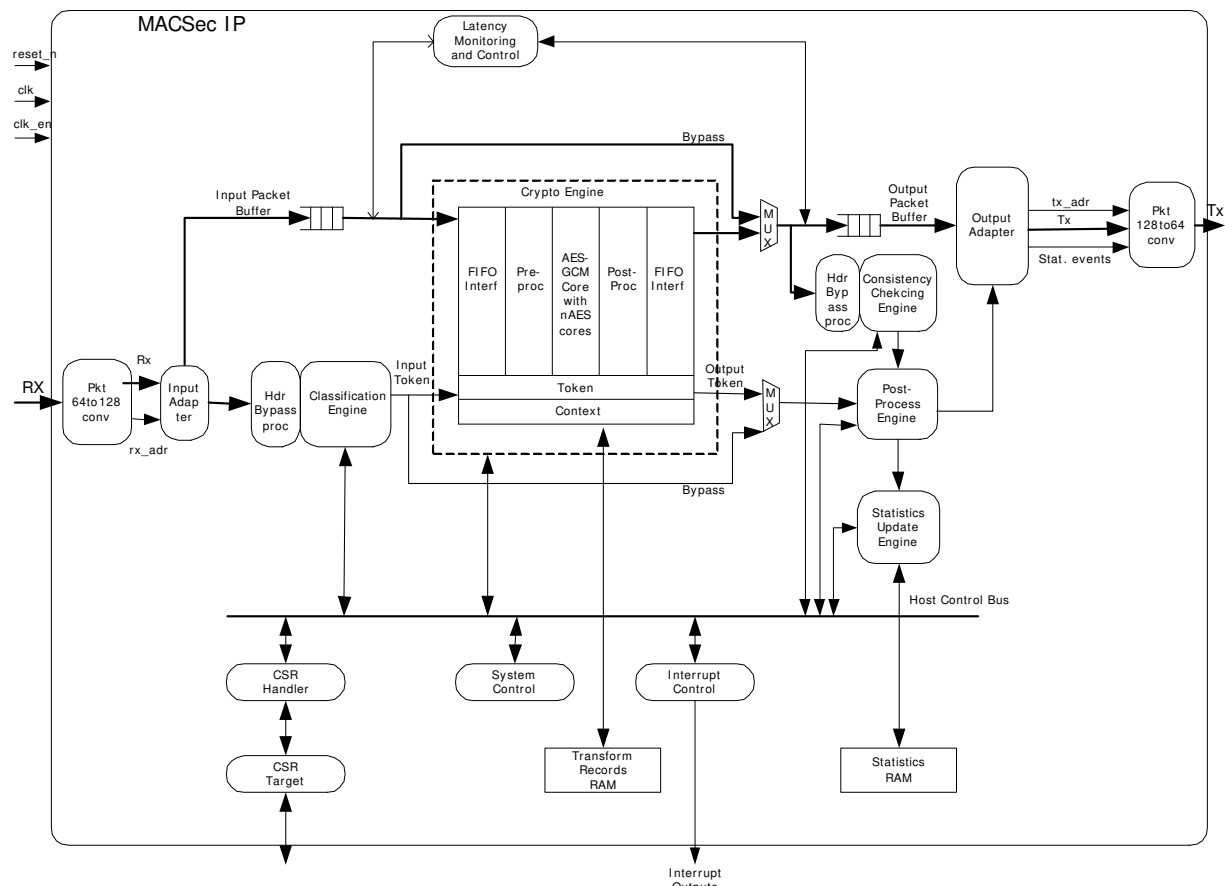 MACSec IP
reset_n
clk
clk_en
Latency
Monitoring
and Control
Bypass
Input Packet
Buffer
Crypto Engine
FIFO
Interf
Pre-
proc
AES-
GCM
Core
with
nAES
cores
Post-
Proc
FIFO
Interf
Token
Context
MUX
Output
Packet
Buffer
Output
Adapter
tx_adr
Tx
Stat. events
Pkt
128to64
conv
Tx
Hdr
Byp
ass
proc
Consistency
Chekcing
Engine
RX
Pkt
64to128
conv
Rx
rx_adr
Input
Adap
ter
Hdr
Bypass
proc
Classification
Engine
Input
Token
Output
Token
MUX
Bypass
Post-
Process
Engine
Statistics
Update
Engine
Host Control Bus
CSR
Handler
System
Control
Interrupt
Control
CSR
Target
Transform
Records
RAM
Statistics
RAM
Interrupt
Outputs